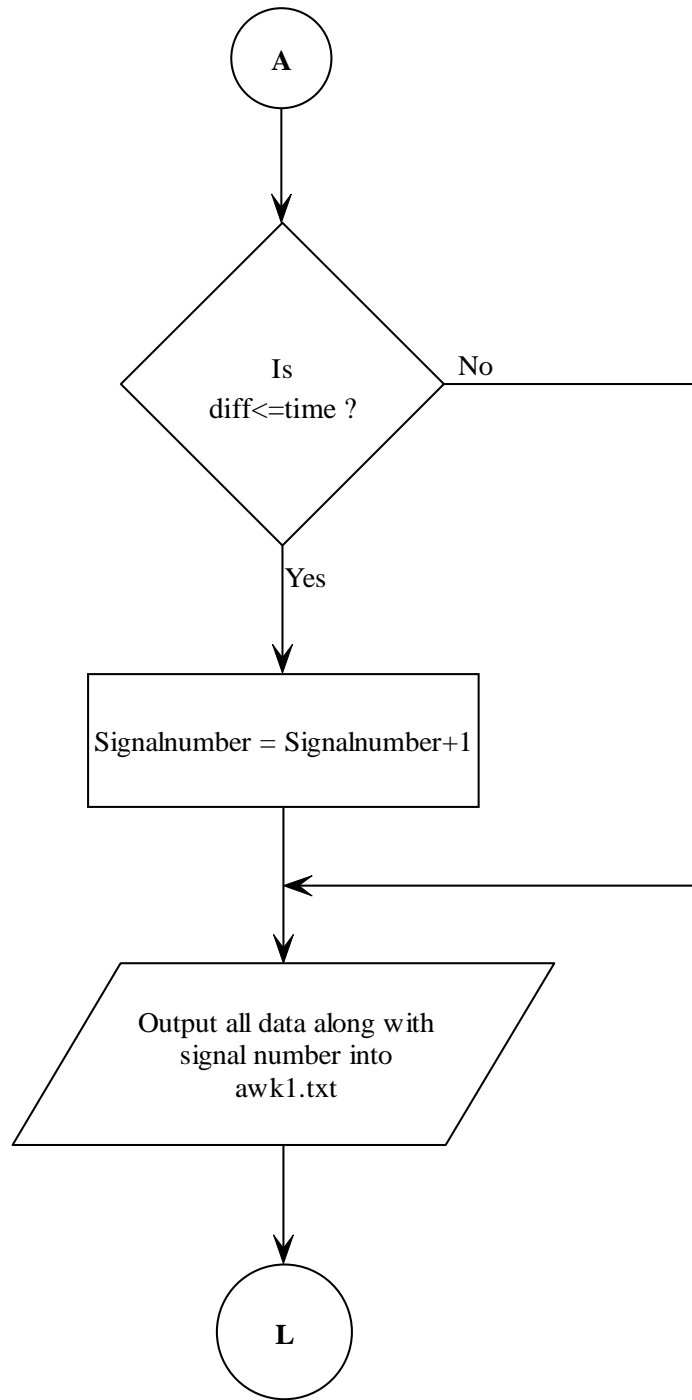 A
Is
diff<=time ?
No
Yes
Signalnumber = Signalnumber+1
Output all data along with
signal number into
awk1.txt
L